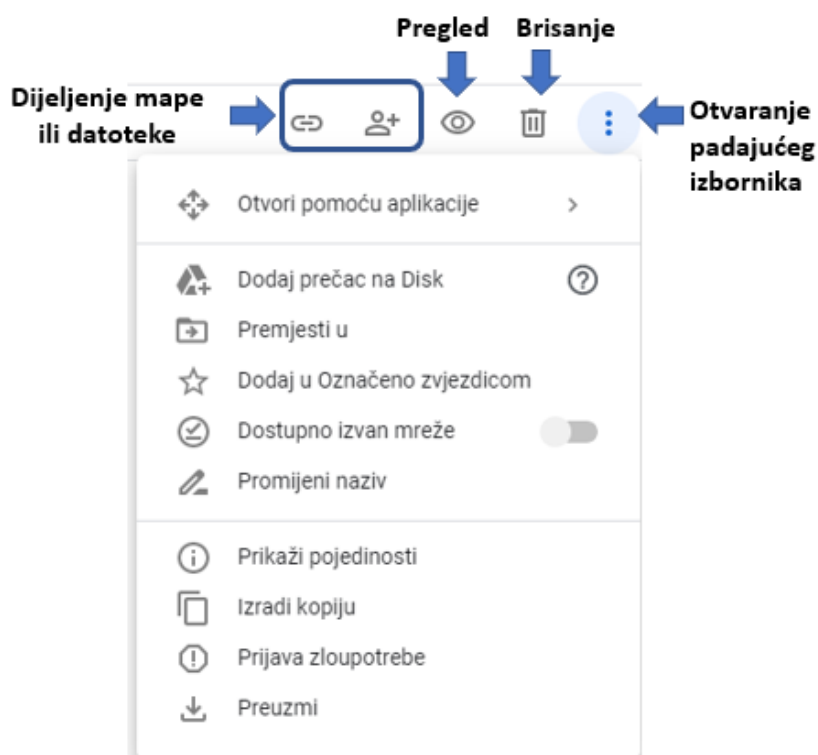 Pregled Brisanje
Dijeljenje mape
ili datoteke
Otvaranje
padajućeg
izbornika
Otvori pomoću aplikacije
Dodaj prečac na Disk
Premjesti u
Dodaj u Označeno zvjezdicom
Dostupno izvan mreže
Promijeni naziv
Prikaži pojedinosti
Izradi kopiju
Prijava zloupotrebe
Preuzmi